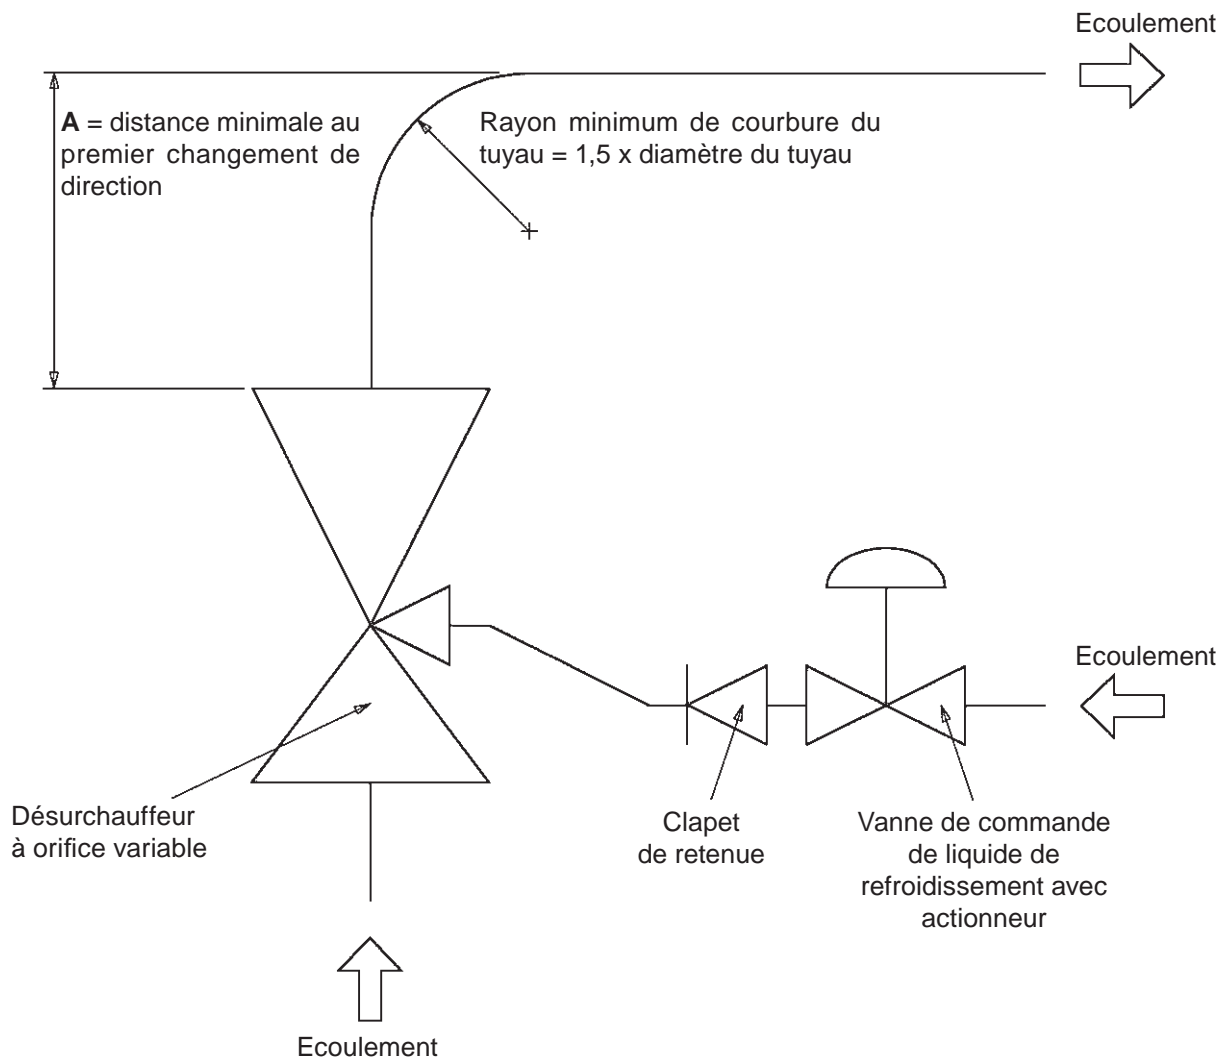 Ecoulement
A = distance minimale au
premier changement de
direction
Rayon minimum de courbure du
tuyau = 1,5 x diamètre du tuyau
Ecoulement
Désurchauffeur
à orifice variable
Clapet
de retenue
Vanne de commande
de liquide de
refroidissement avec
actionneur
Ecoulement